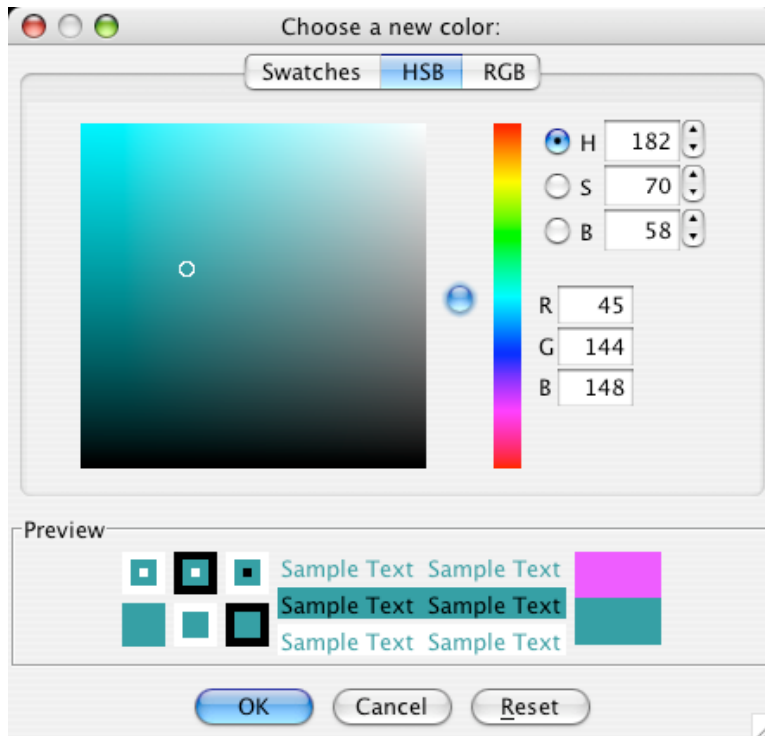 Choose a new color:
Swatches HSB RGB
H 182
S 70
B 58
R 45
G 144
B 148
Preview
Sample Text Sample Text
Sample Text Sample Text
Sample Text Sample Text
OK Cancel Reset